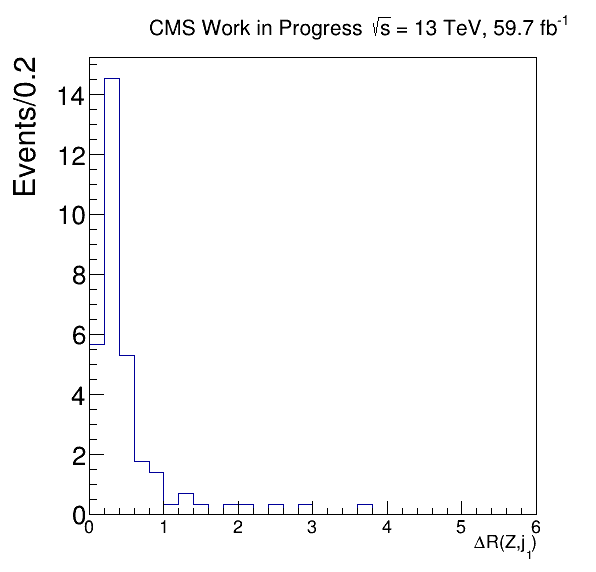 CMS Work in Progress √s = 13 TeV, 59.7 fb⁻¹
Events/0.2
14
12
10
8
6
4
2
0
0 1 2 3 4 5 6
ΔR(Z,j₁)